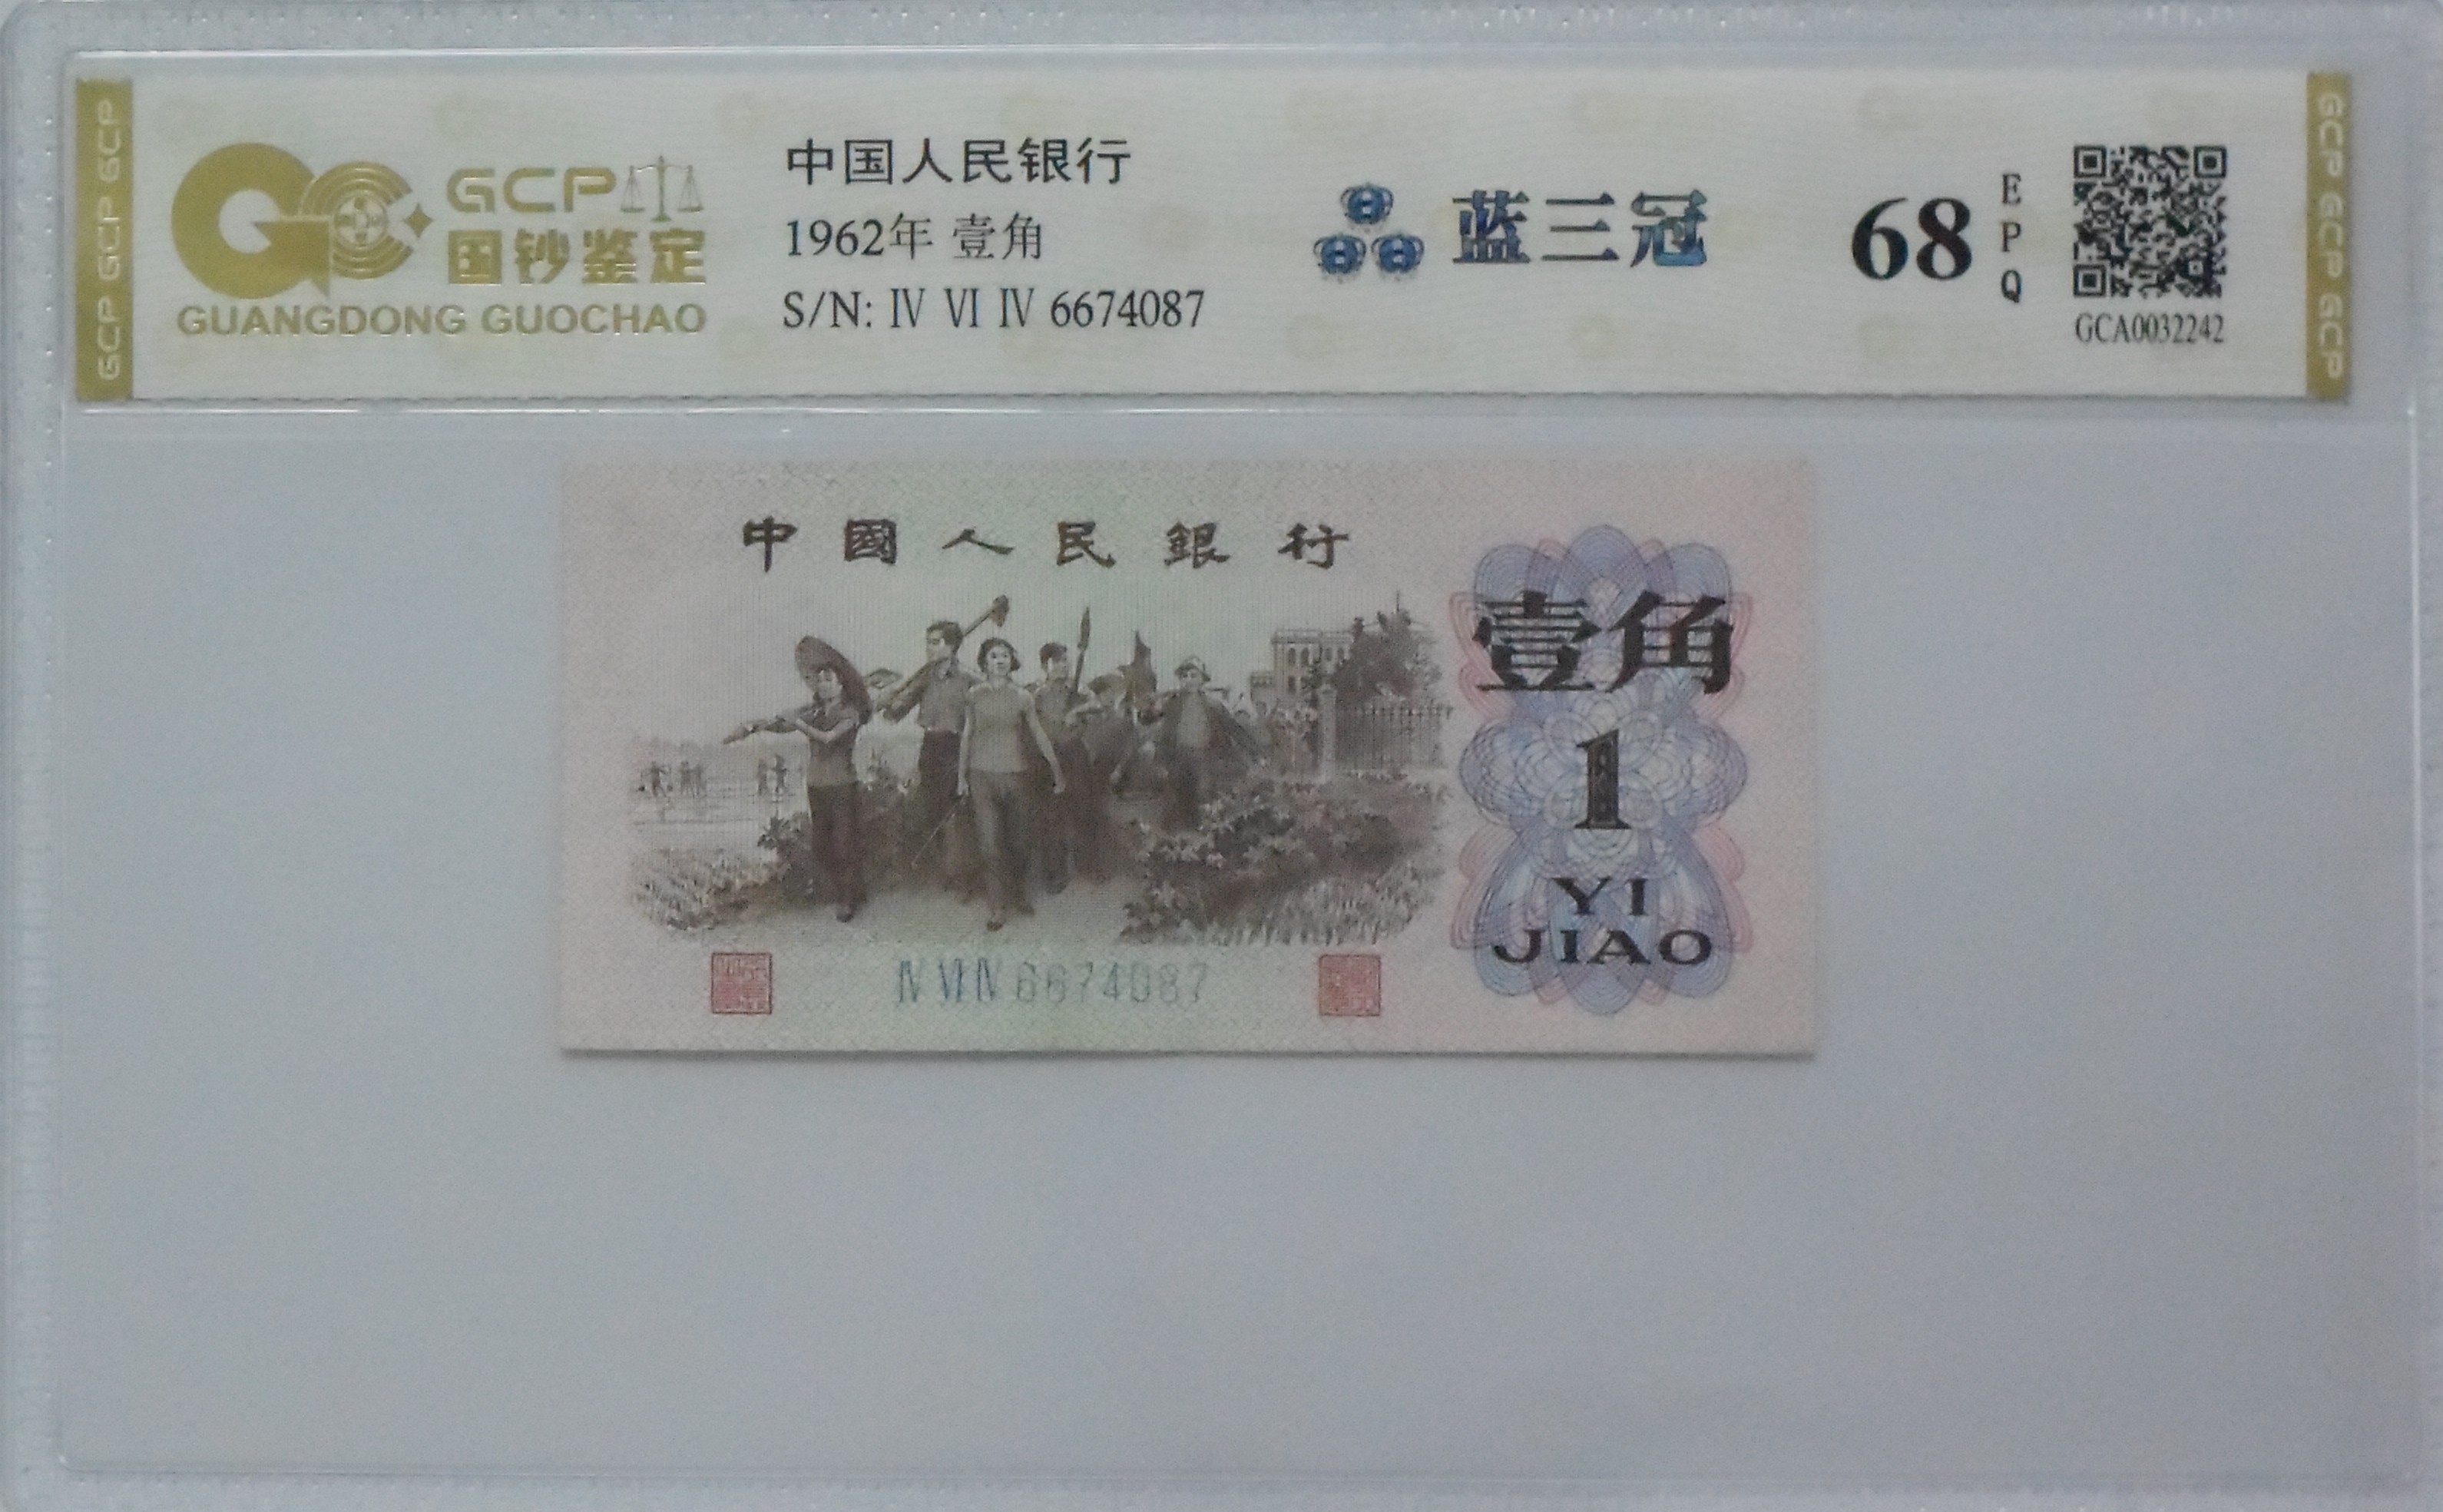 GCP GCP GCP
GCP
国钞鉴定
GUANGDONG GUOCHAO
中国人民银行
1962年 壹角
S/N: Ⅳ Ⅵ Ⅳ 6674087
蓝三冠
68
EPQ
GCA0032242
GCP GCP GCP GCP
中國人民銀行
壹角
1
YI
JIAO
Ⅳ Ⅵ Ⅳ 6674087